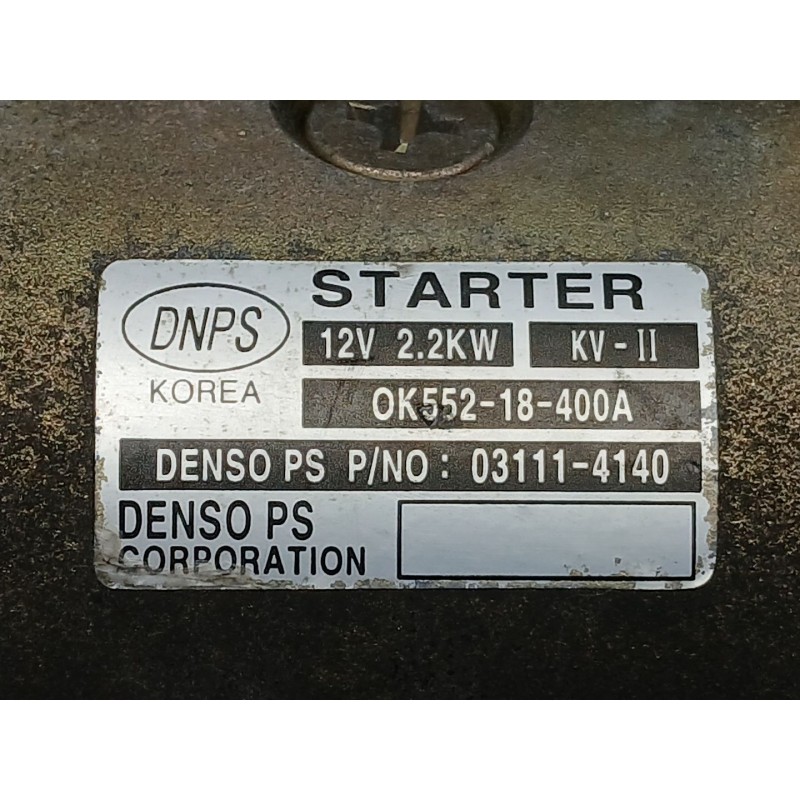 STARTER
DNPS
12V 2.2KW KV-II
KOREA
OK552-18-400A
DENSO PS P/NO: 03111-4140
DENSO PS
CORPORATION